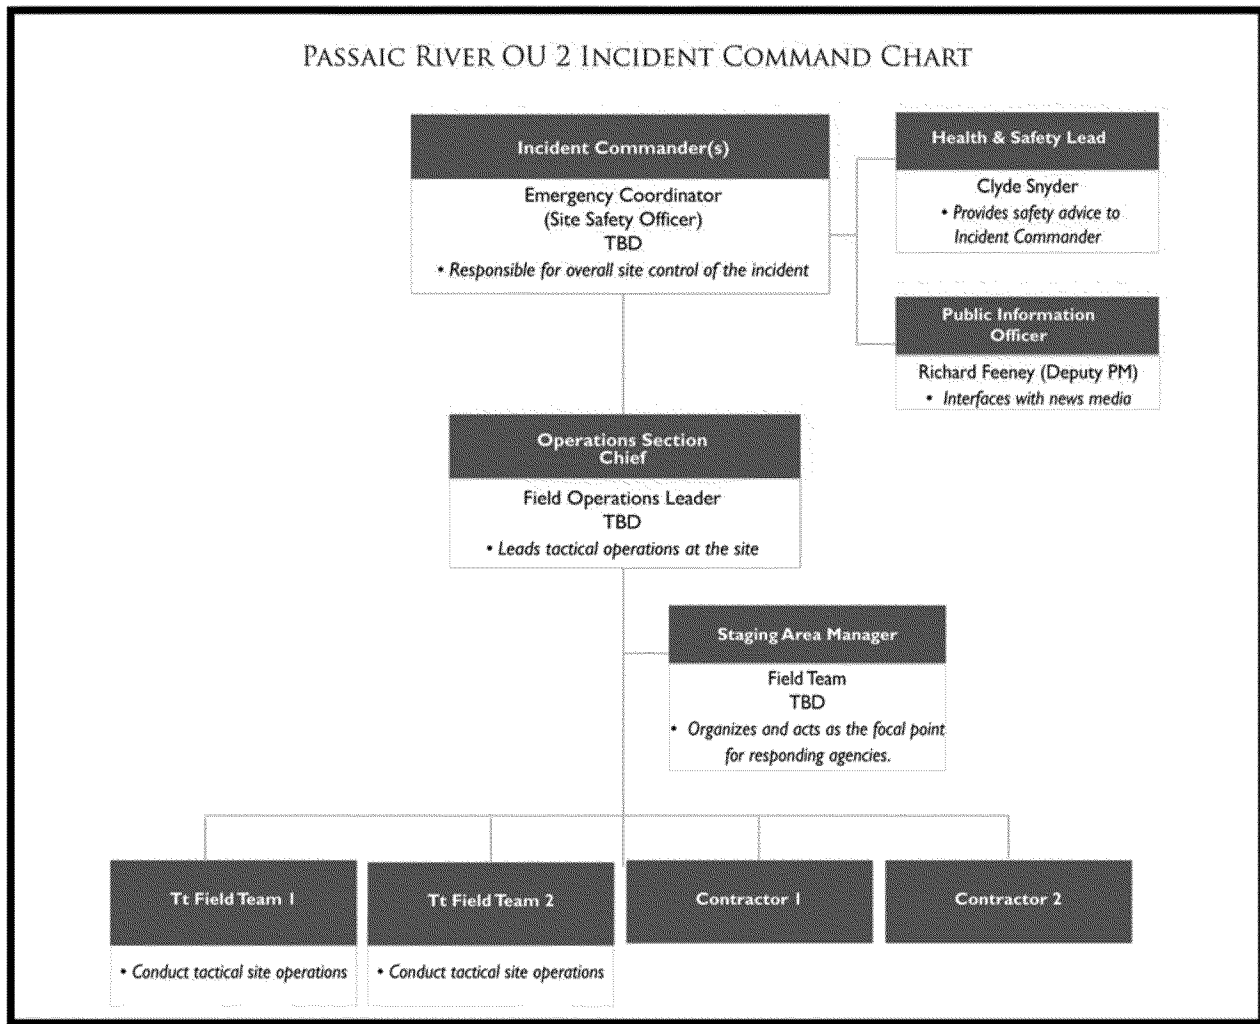 PASSAIC RIVER OU 2 INCIDENT COMMAND CHART
Incident Commander(s)
Emergency Coordinator
(Site Safety Officer)
TBD
• Responsible for overall site control of the incident
Health & Safety Lead
Clyde Snyder
• Provides safety advice to
Incident Commander
Public Information
Officer
Richard Feeney (Deputy PM)
• Interfaces with news media
Operations Section
Chief
Field Operations Leader
TBD
• Leads tactical operations at the site
Staging Area Manager
Field Team
TBD
• Organizes and acts as the focal point
for responding agencies.
Tt Field Team 1
• Conduct tactical site operations
Tt Field Team 2
• Conduct tactical site operations
Contractor 1
Contractor 2